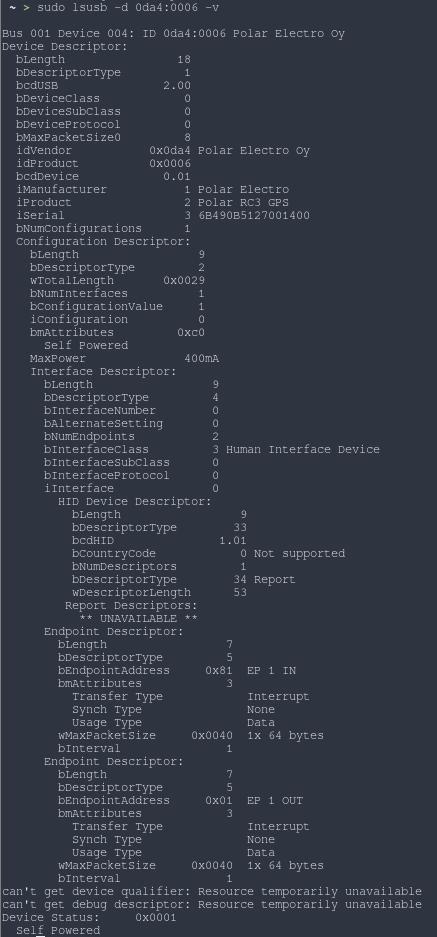 ~ > sudo lsusb -d 0da4:0006 -v
Bus 001 Device 004: ID 0da4:0006 Polar Electro Oy
Device Descriptor:
bLength 18
bDescriptorType 1
bcdUSB 2.00
bDeviceClass 0
bDeviceSubClass 0
bDeviceProtocol 0
bMaxPacketSize0 8
idVendor 0x0da4 Polar Electro Oy
idProduct 0x0006
bcdDevice 0.01
iManufacturer 1 Polar Electro
iProduct 2 Polar RC3 GPS
iSerial 3 6B490B5127001400
bNumConfigurations 1
Configuration Descriptor:
bLength 9
bDescriptorType 2
wTotalLength 0x0029
bNumInterfaces 1
bConfigurationValue 1
iConfiguration 0
bmAttributes 0xc0
Self Powered
MaxPower 400mA
Interface Descriptor:
bLength 9
bDescriptorType 4
bInterfaceNumber 0
bAlternateSetting 0
bNumEndpoints 2
bInterfaceClass 3 Human Interface Device
bInterfaceSubClass 0
bInterfaceProtocol 0
iInterface 0
HID Device Descriptor:
bLength 9
bDescriptorType 33
bcdHID 1.01
bCountryCode 0 Not supported
bNumDescriptors 1
bDescriptorType 34 Report
wDescriptorLength 53
Report Descriptors:
** UNAVAILABLE **
Endpoint Descriptor:
bLength 7
bDescriptorType 5
bEndpointAddress 0x81 EP 1 IN
bmAttributes 3
Transfer Type Interrupt
Synch Type None
Usage Type Data
wMaxPacketSize 0x0040 1x 64 bytes
bInterval 1
Endpoint Descriptor:
bLength 7
bDescriptorType 5
bEndpointAddress 0x01 EP 1 OUT
bmAttributes 3
Transfer Type Interrupt
Synch Type None
Usage Type Data
wMaxPacketSize 0x0040 1x 64 bytes
bInterval 1
can't get device qualifier: Resource temporarily unavailable
can't get debug descriptor: Resource temporarily unavailable
Device Status: 0x0001
Self Powered